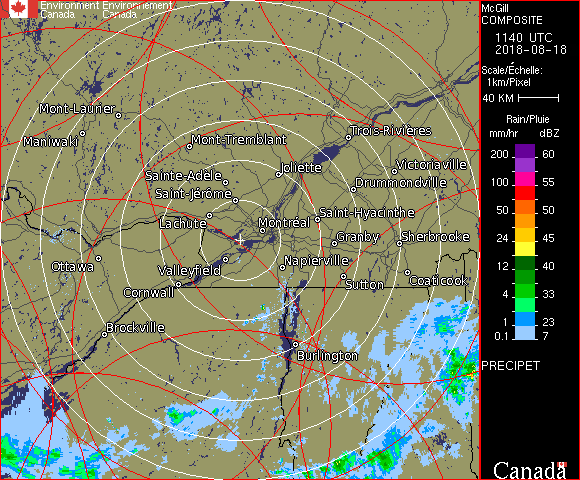 Environment Environnement
Canada Canada
McGill
COMPOSITE
1140 UTC
2018-08-18
Scale/Échelle:
1km/Pixel
40 KM
Rain/Pluie
mm/hr dBZ
200 60
100 55
50 50
24 45
12 40
4 33
1 23
0.1 7
PRECIPET
Canada
Mont-Laurier
Maniwaki
Mont-Tremblant
Trois-Rivières
Joliette
Victoriaville
Sainte-Adèle
Drummondville
Saint-Jérôme
Lachute
Saint-Hyacinthe
Montréal
Granby
Sherbrooke
Ottawa
Valleyfield
Napierville
Cornwall
Sutton
Coaticook
Brockville
Burlington